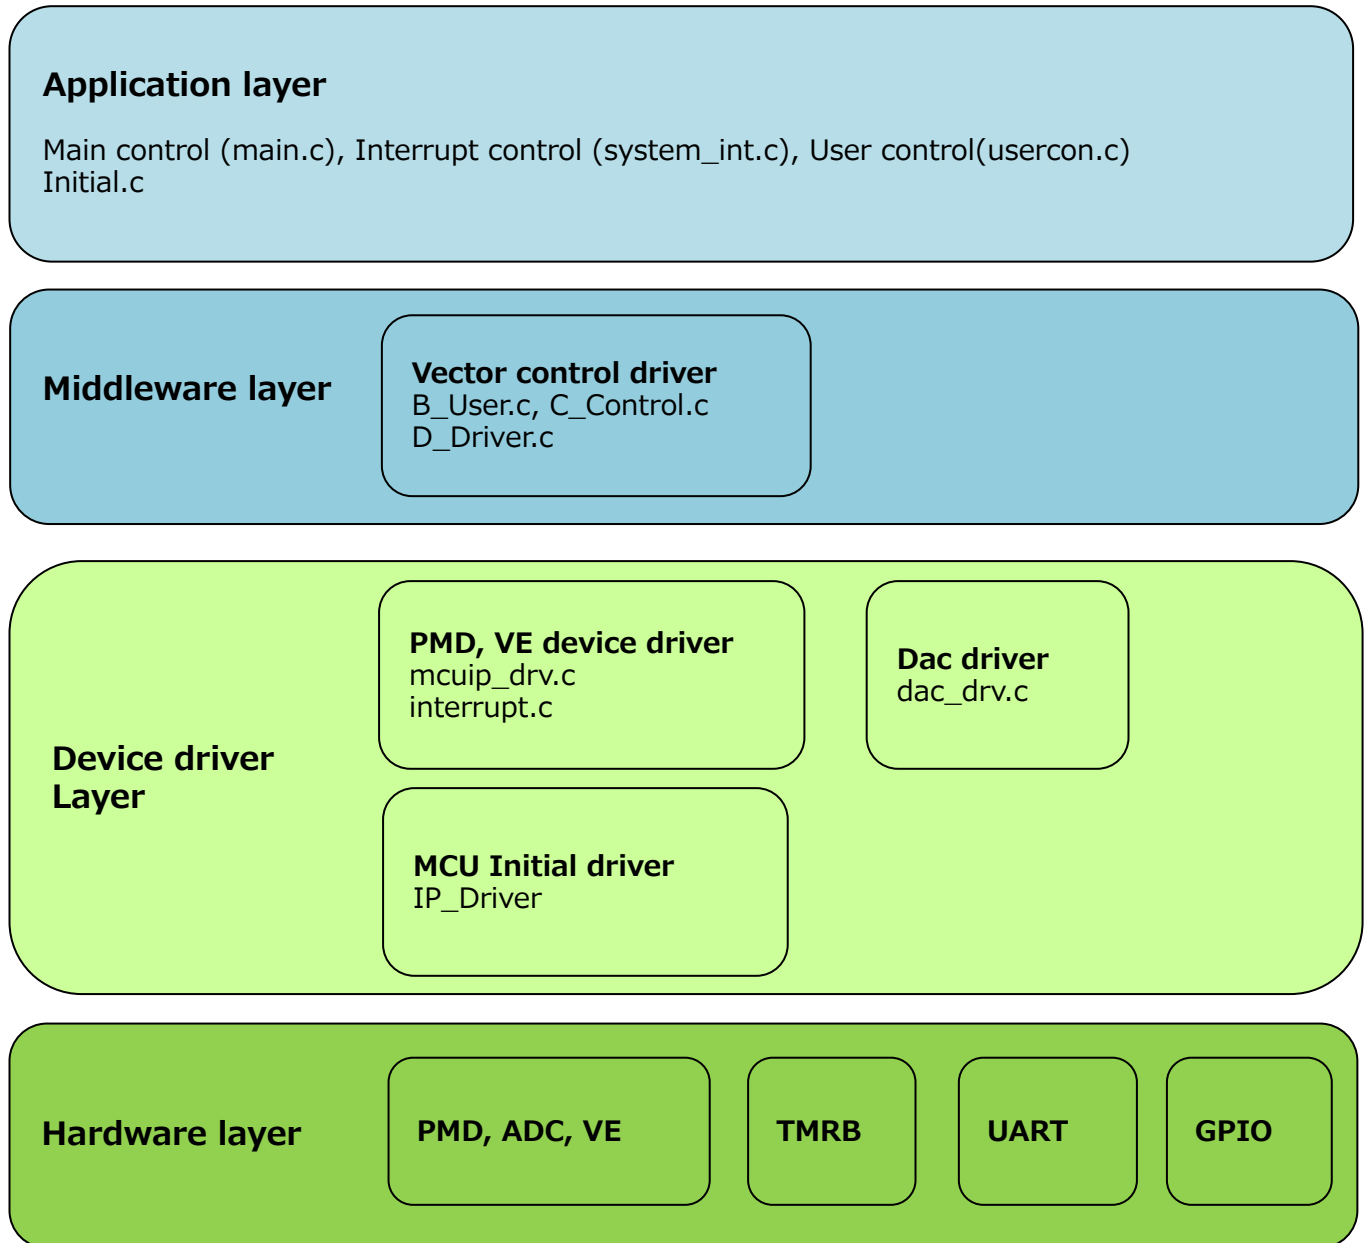 Application layer
Main control (main.c), Interrupt control (system_int.c), User control(usercon.c)
Initial.c
Middleware layer
Vector control driver
B_User.c, C_Control.c
D_Driver.c
Device driver
Layer
PMD, VE device driver
mcuip_drv.c
interrupt.c
Dac driver
dac_drv.c
MCU Initial driver
IP_Driver
Hardware layer
PMD, ADC, VE
TMRB
UART
GPIO